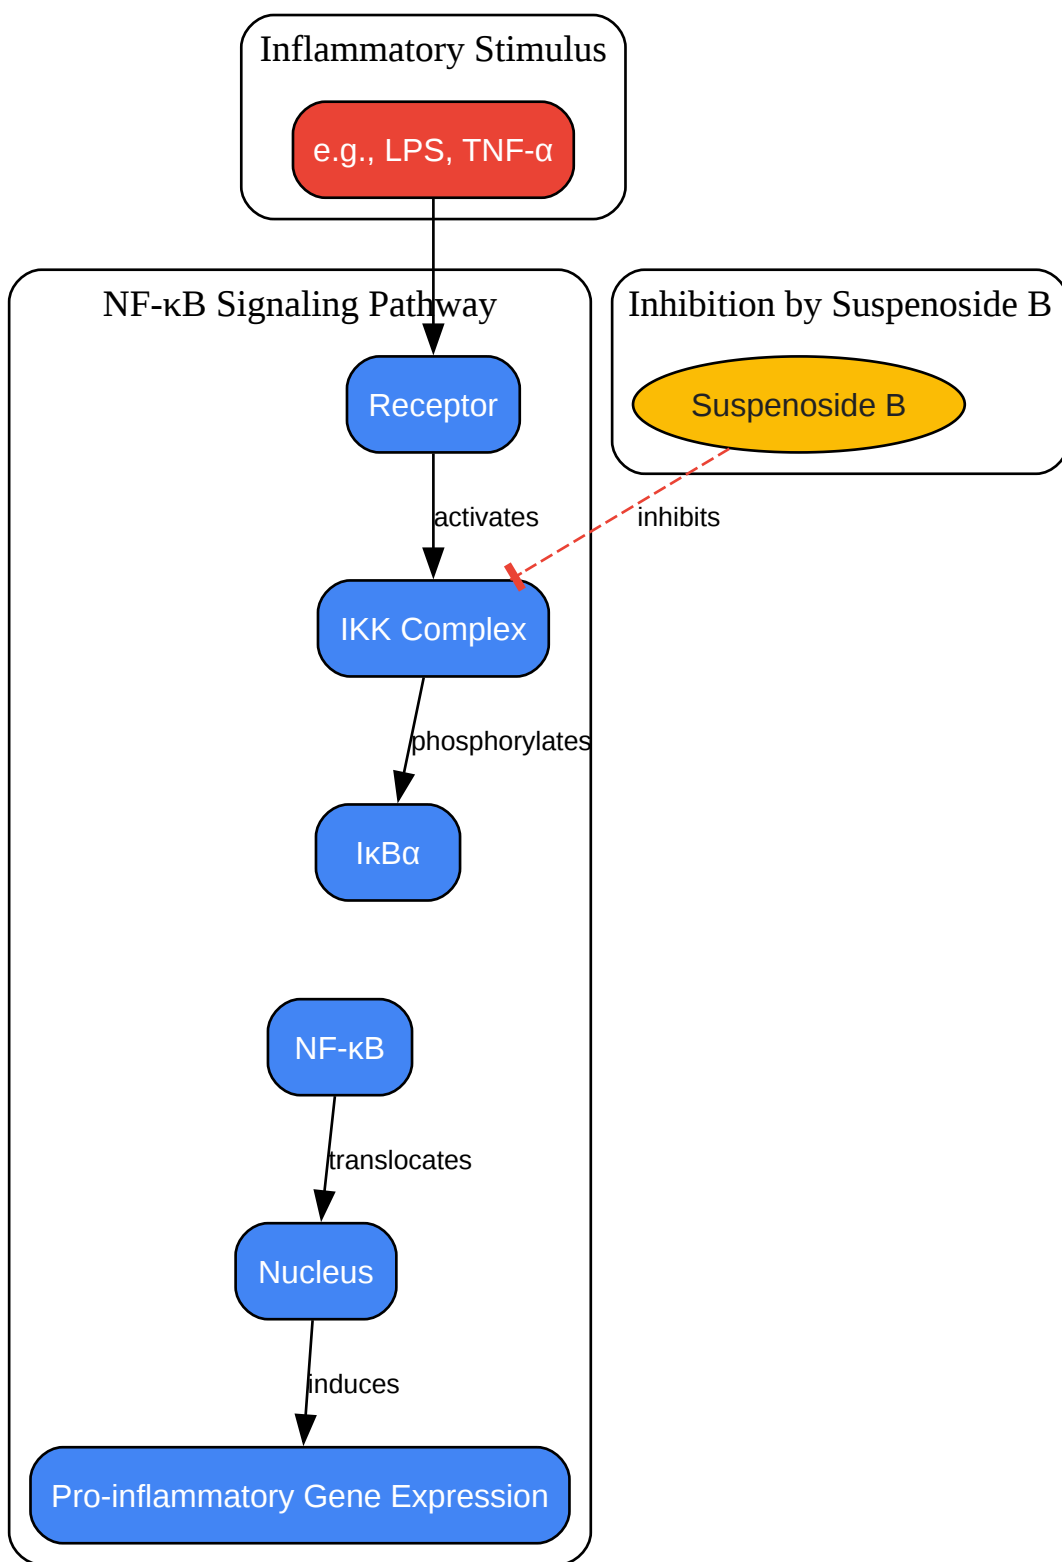 Inflammatory Stimulus
e.g., LPS, TNF-α
NF-κB Signaling Pathway
Inhibition by Suspenoside B
Receptor
Suspenoside B
activates
inhibits
IKK Complex
phosphorylates
IκBα
NF-κB
translocates
Nucleus
induces
Pro-inflammatory Gene Expression